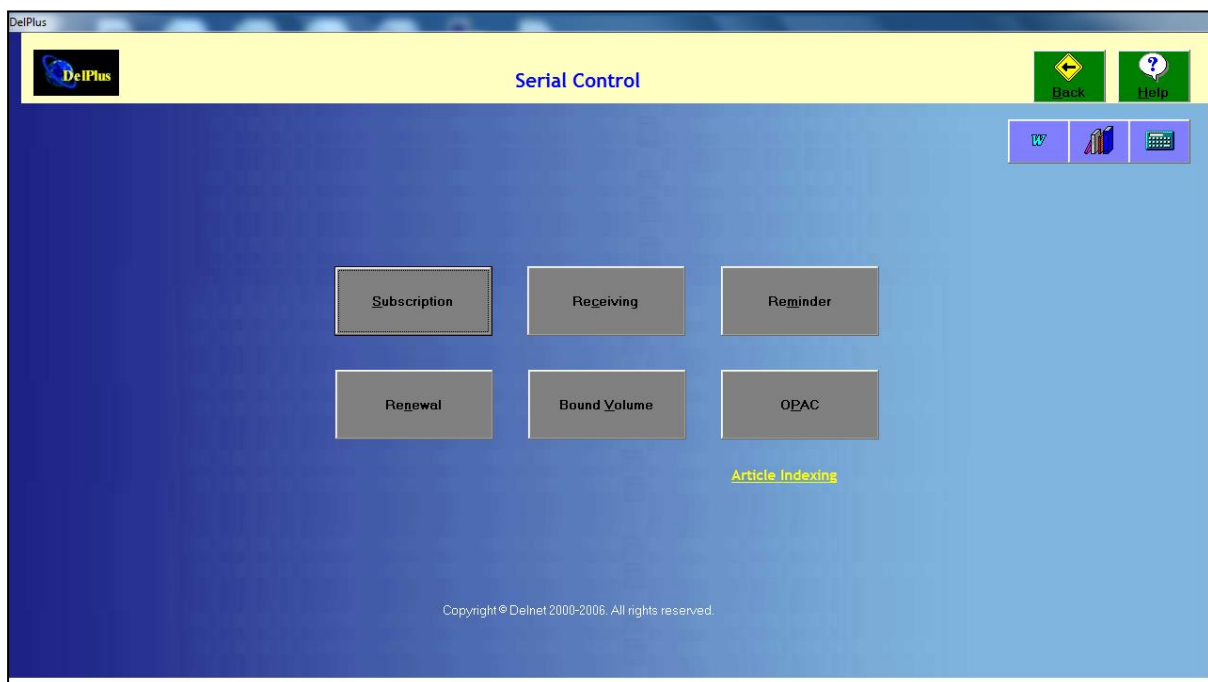 DelPlus
DelPlus
Serial Control
Back
Help
W
Subscription
Receiving
Reminder
Renewal
Bound Volume
OPAC
Article Indexing
Copyright © Delnet 2000-2006. All rights reserved.